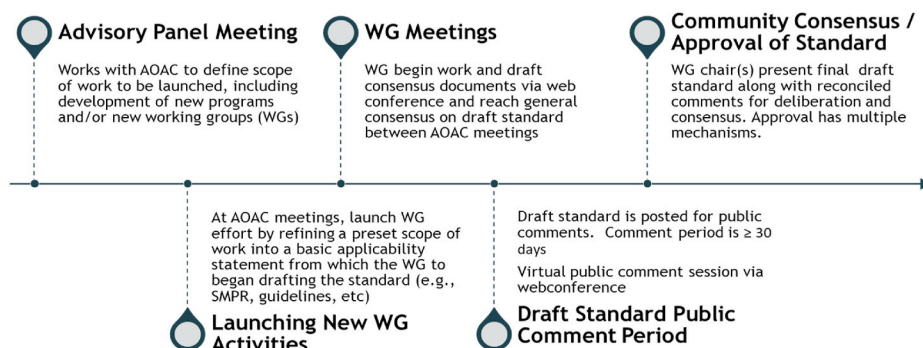 Advisory Panel Meeting
Works with AOAC to define scope
of work to be launched, including
development of new programs
and/or new working groups (WGs)
WG Meetings
WG begin work and draft
consensus documents via web
conference and reach general
consensus on draft standard
between AOAC meetings
Community Consensus /
Approval of Standard
WG chair(s) present final draft
standard along with reconciled
comments for deliberation and
consensus. Approval has multiple
mechanisms.
At AOAC meetings, launch WG
effort by refining a preset scope of
work into a basic applicability
statement from which the WG to
began drafting the standard (e.g.,
SMPR, guidelines, etc)
Launching New WG
Activities
Draft standard is posted for public
comments. Comment period is ≥ 30
days
Virtual public comment session via
webconference
Draft Standard Public
Comment Period